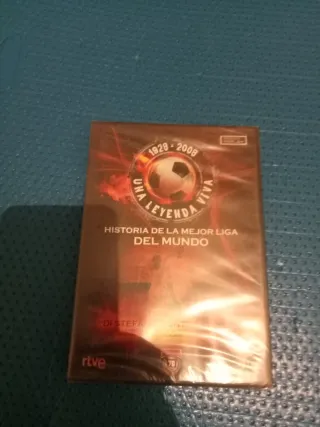 1928 · 2008
UNA LEYENDA VIVA
HISTORIA DE LA MEJOR LIGA
DEL MUNDO
rtve